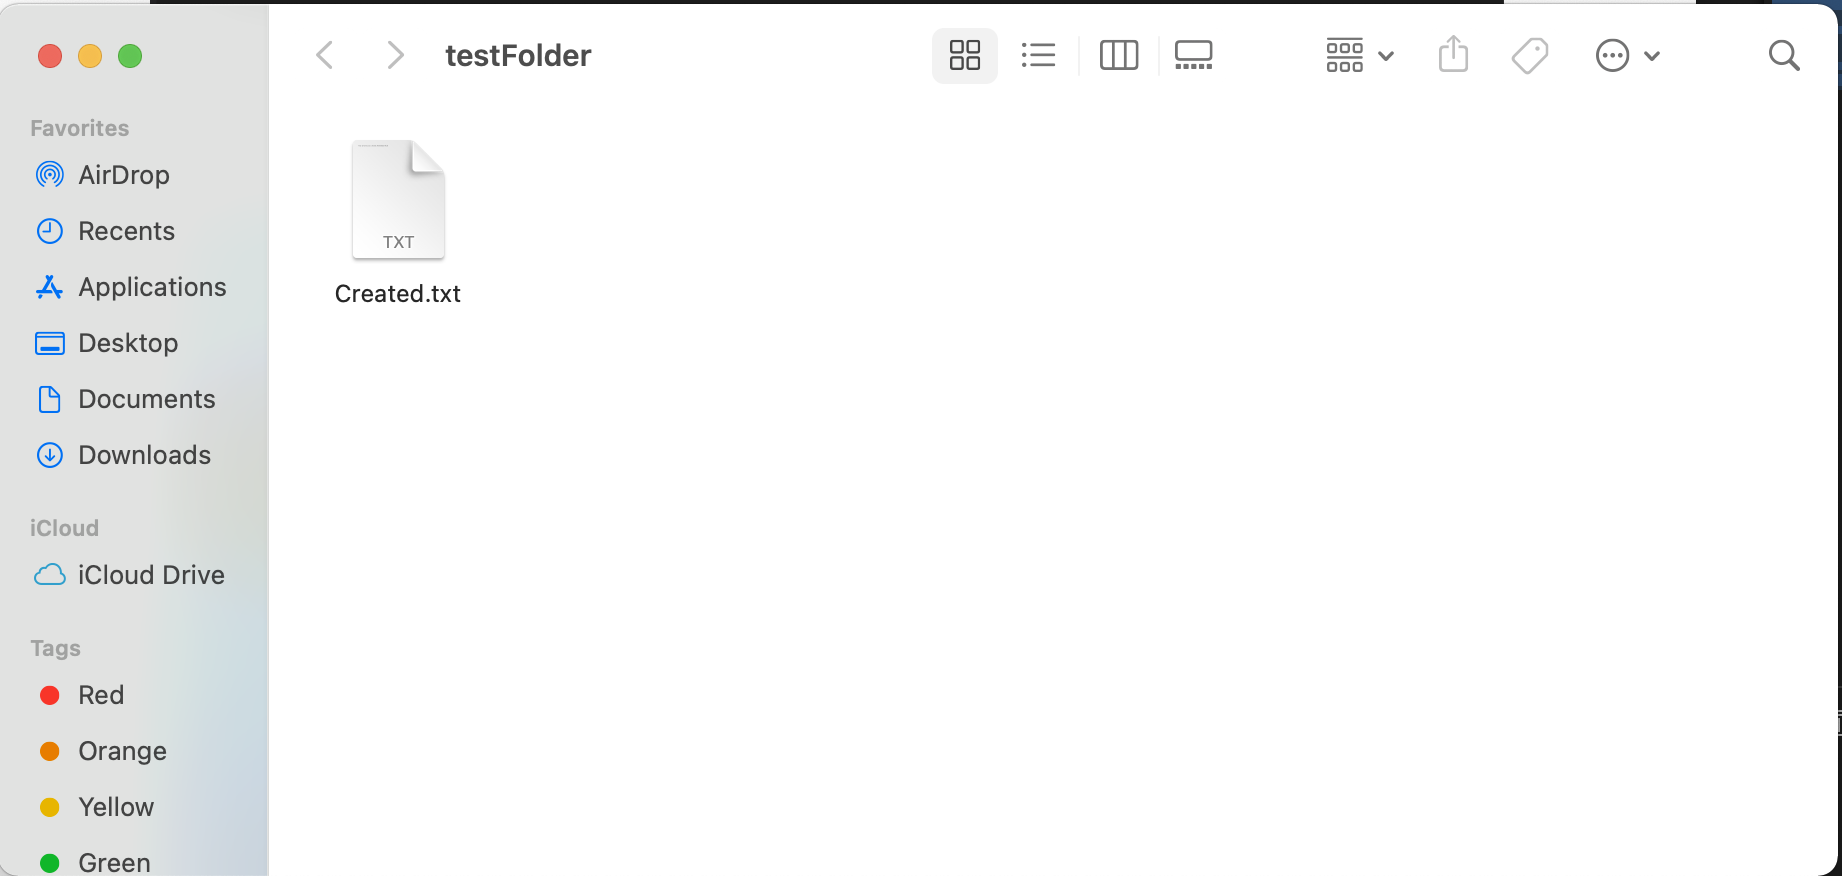 testFolder
Favorites
AirDrop
Recents
Applications
Desktop
Documents
Downloads
iCloud
iCloud Drive
Tags
Red
Orange
Yellow
Green
TXT
Created.txt